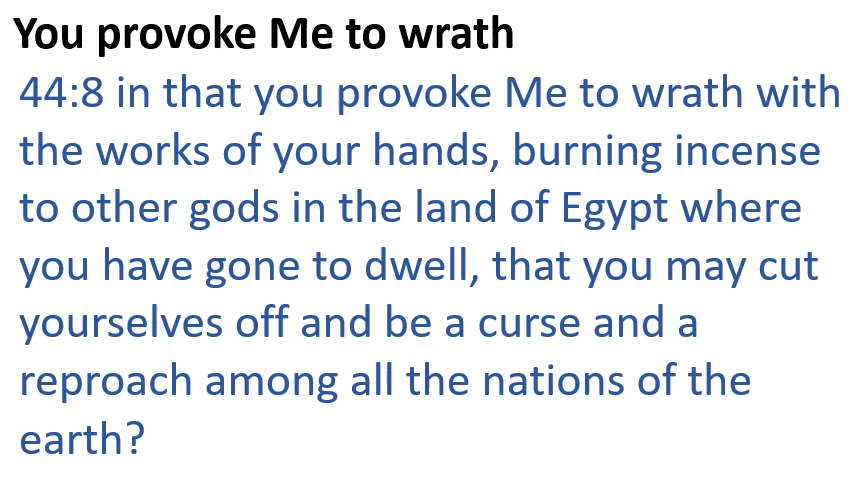 You provoke Me to wrath
44:8 in that you provoke Me to wrath with
the works of your hands, burning incense
to other gods in the land of Egypt where
you have gone to dwell, that you may cut
yourselves off and be a curse and a
reproach among all the nations of the
earth?